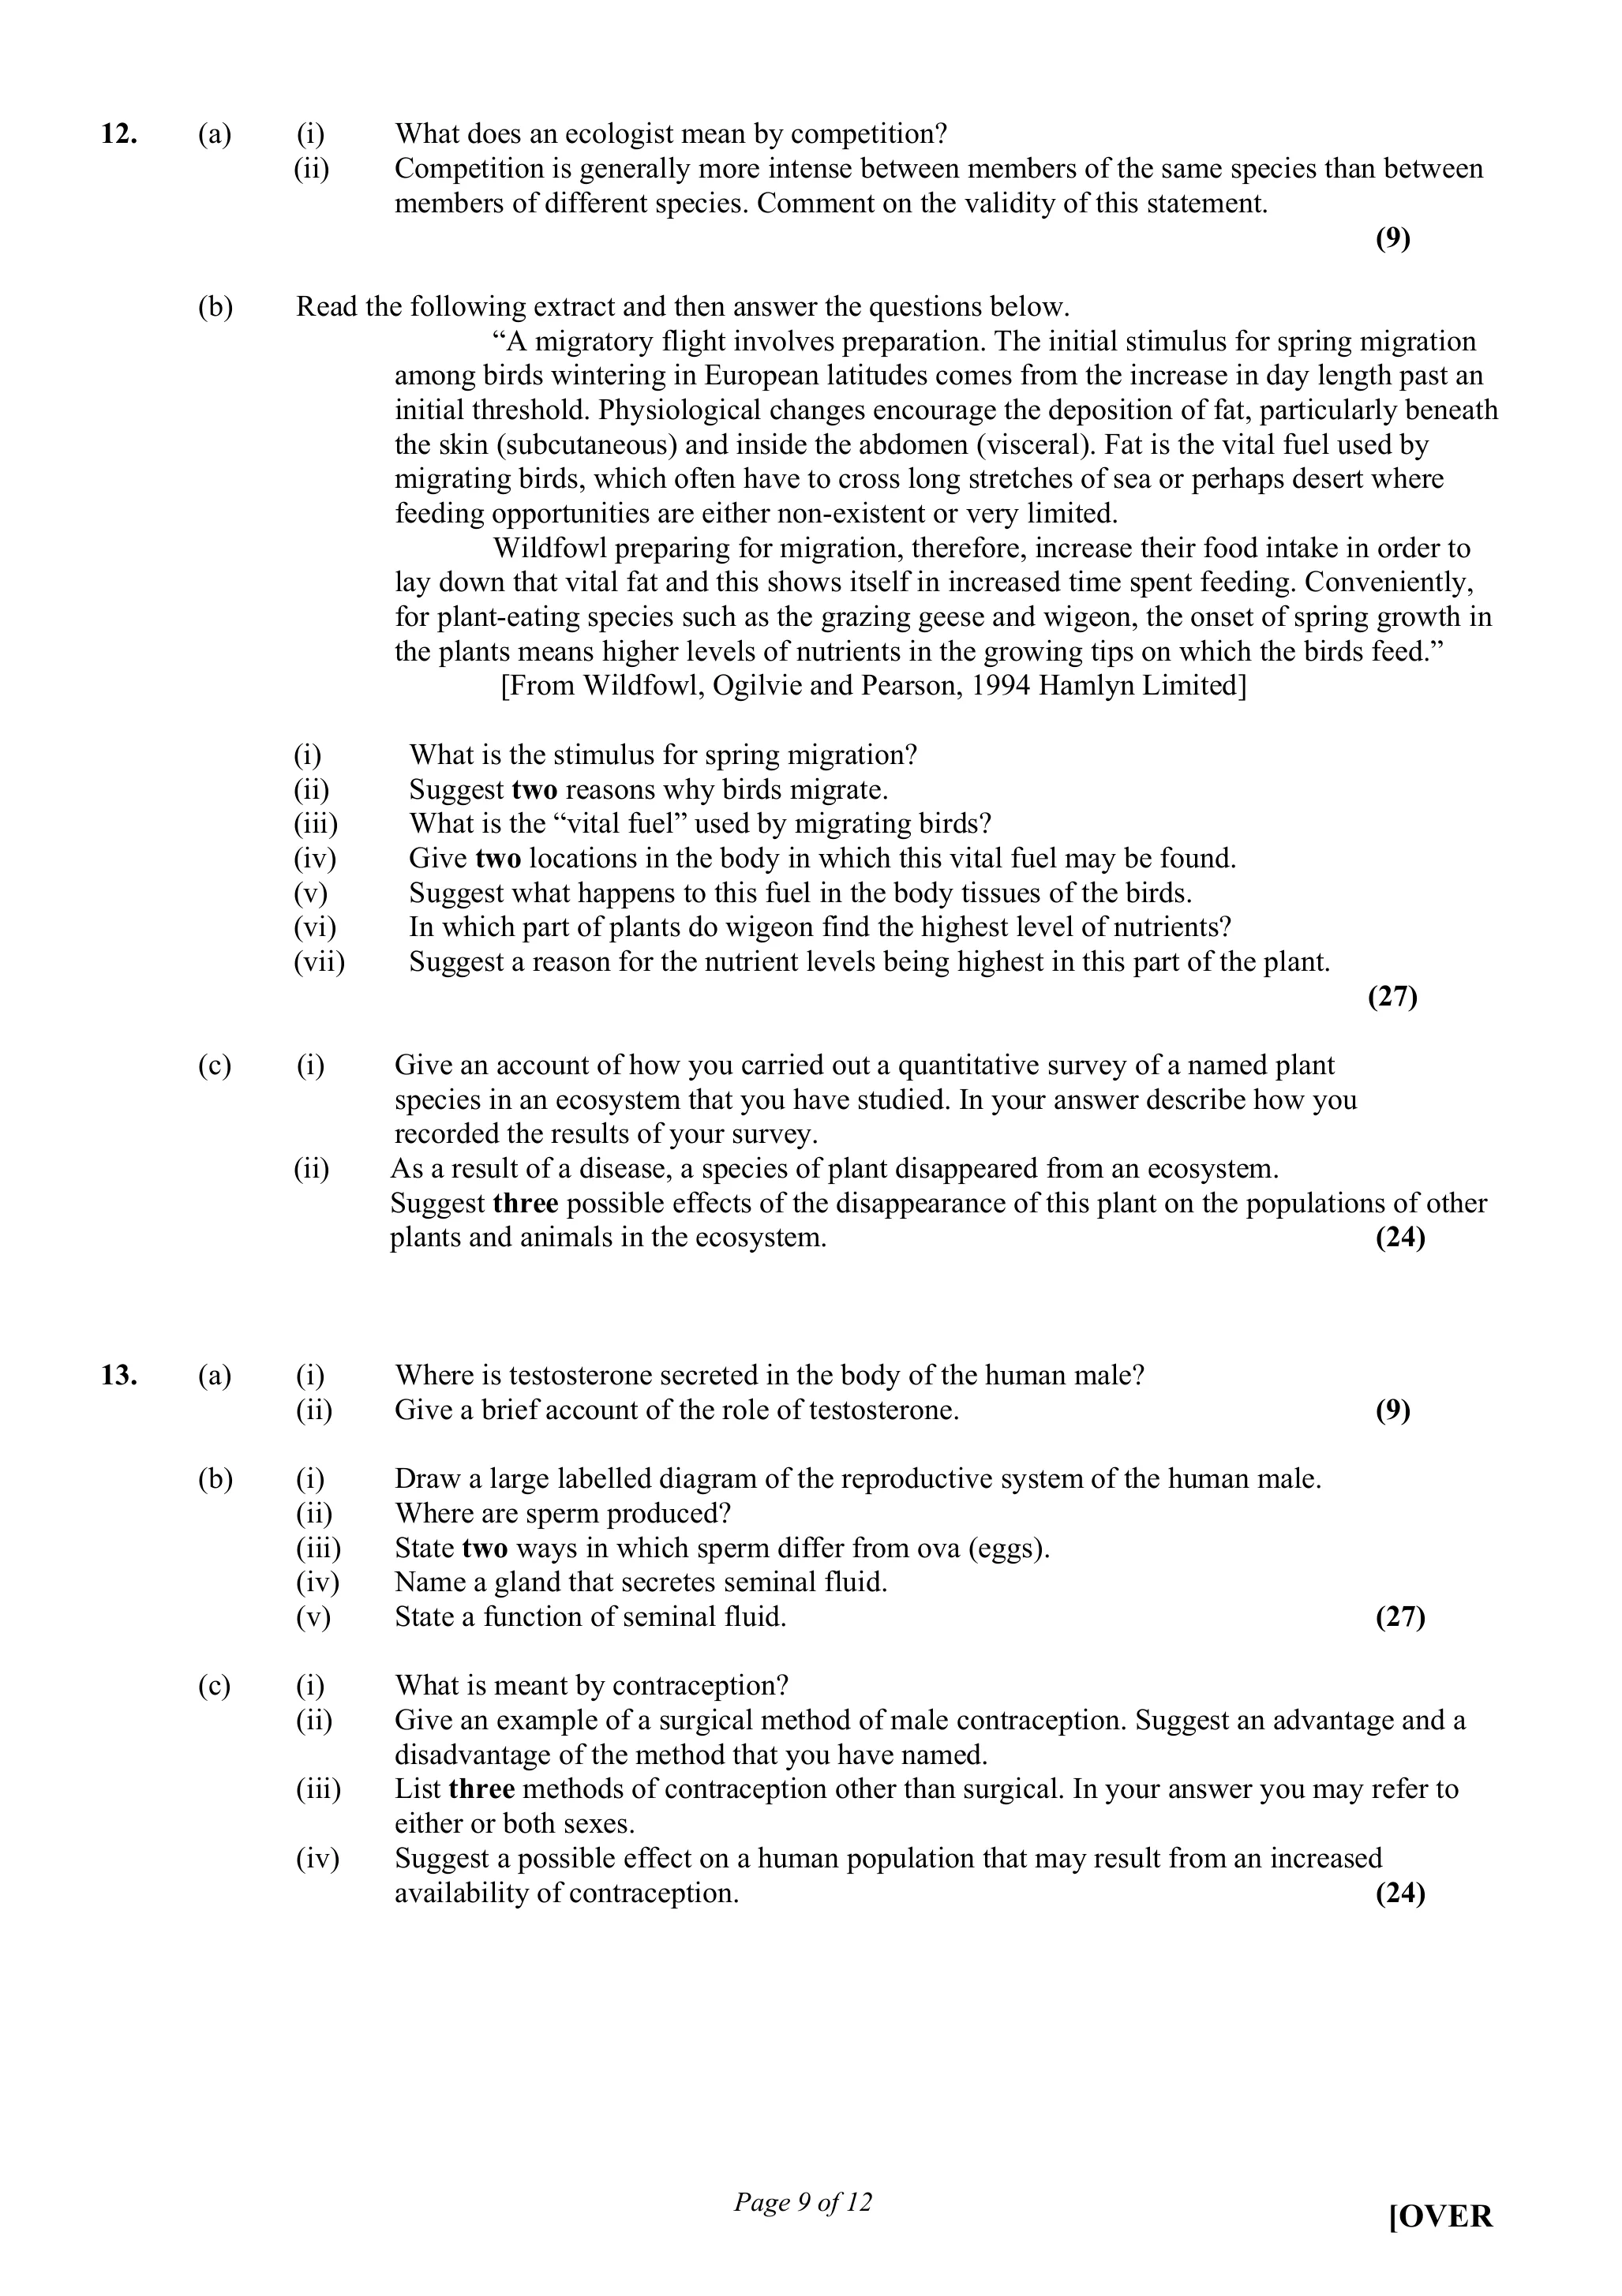 12. (a) (i) What does an ecologist mean by competition?
(ii) Competition is generally more intense between members of the same species than between
members of different species. Comment on the validity of this statement.
(9)
(b) Read the following extract and then answer the questions below.
“A migratory flight involves preparation. The initial stimulus for spring migration
among birds wintering in European latitudes comes from the increase in day length past an
initial threshold. Physiological changes encourage the deposition of fat, particularly beneath
the skin (subcutaneous) and inside the abdomen (visceral). Fat is the vital fuel used by
migrating birds, which often have to cross long stretches of sea or perhaps desert where
feeding opportunities are either non-existent or very limited.
Wildfowl preparing for migration, therefore, increase their food intake in order to
lay down that vital fat and this shows itself in increased time spent feeding. Conveniently,
for plant-eating species such as the grazing geese and wigeon, the onset of spring growth in
the plants means higher levels of nutrients in the growing tips on which the birds feed.”
[From Wildfowl, Ogilvie and Pearson, 1994 Hamlyn Limited]
(i) What is the stimulus for spring migration?
(ii) Suggest two reasons why birds migrate.
(iii) What is the “vital fuel” used by migrating birds?
(iv) Give two locations in the body in which this vital fuel may be found.
(v) Suggest what happens to this fuel in the body tissues of the birds.
(vi) In which part of plants do wigeon find the highest level of nutrients?
(vii) Suggest a reason for the nutrient levels being highest in this part of the plant.
(27)
(c) (i) Give an account of how you carried out a quantitative survey of a named plant
species in an ecosystem that you have studied. In your answer describe how you
recorded the results of your survey.
(ii) As a result of a disease, a species of plant disappeared from an ecosystem.
Suggest three possible effects of the disappearance of this plant on the populations of other
plants and animals in the ecosystem. (24)
13. (a) (i) Where is testosterone secreted in the body of the human male?
(ii) Give a brief account of the role of testosterone. (9)
(b) (i) Draw a large labelled diagram of the reproductive system of the human male.
(ii) Where are sperm produced?
(iii) State two ways in which sperm differ from ova (eggs).
(iv) Name a gland that secretes seminal fluid.
(v) State a function of seminal fluid. (27)
(c) (i) What is meant by contraception?
(ii) Give an example of a surgical method of male contraception. Suggest an advantage and a
disadvantage of the method that you have named.
(iii) List three methods of contraception other than surgical. In your answer you may refer to
either or both sexes.
(iv) Suggest a possible effect on a human population that may result from an increased
availability of contraception. (24)
Page 9 of 12
[OVER